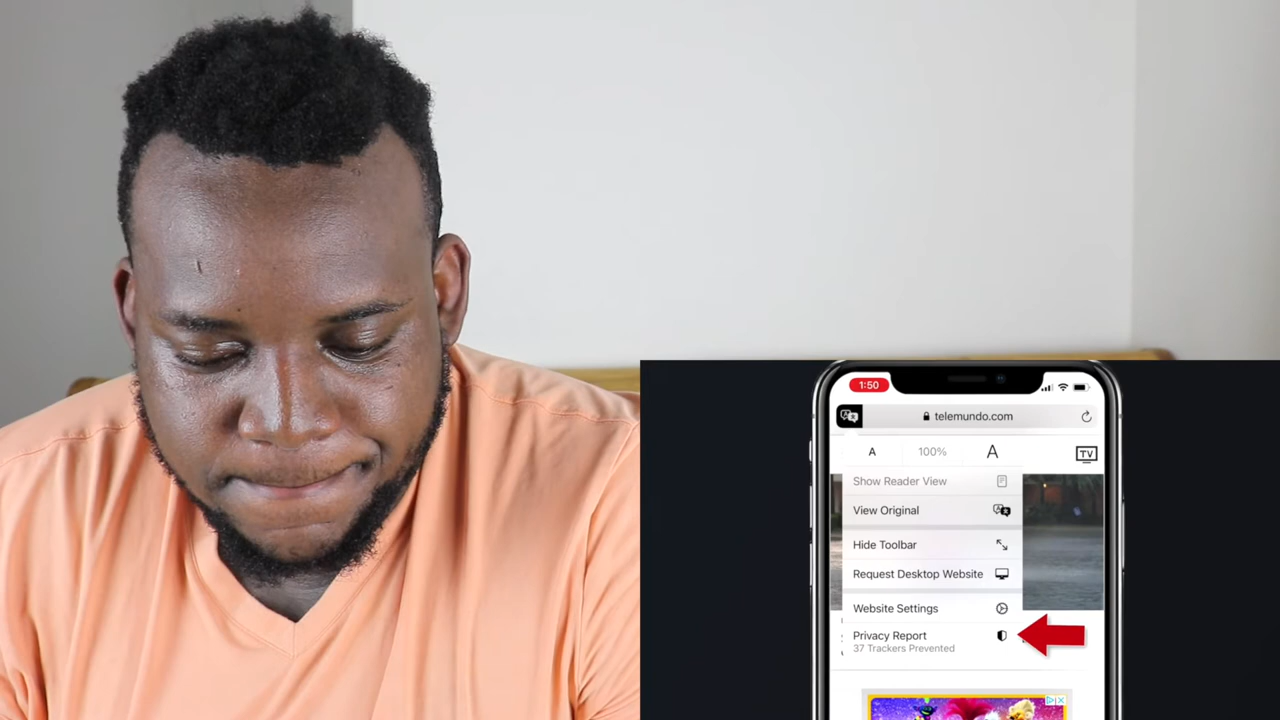 1:50
telemundo.com
A 100% A
TV
Show Reader View
View Original
Hide Toolbar
Request Desktop Website
Website Settings
Privacy Report
37 Trackers Prevented